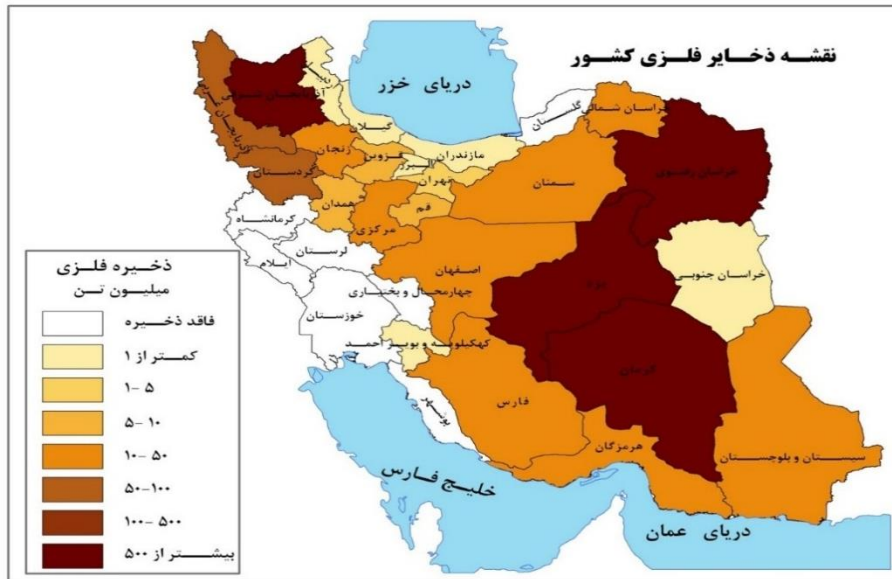 نقشه ذخایر فلزی کشور
دریای خزر
گلستان
خراسان شمالی
آذربایجان شرقی
گیلان
مازندران
خراسان رضوی
زنجان
قزوین
البرز
تهران
سمنان
کردستان
همدان
قم
مرکزی
کرمانشاه
لرستان
ایلام
اصفهان
یزد
خراسان جنوبی
چهارمحال و بختیاری
خوزستان
کهکیلویه و بویر احمد
کرمان
فارس
بوشهر
هرمزگان
سیستان و بلوچستان
خلیج فارس
دریای عمان
ذخیره فلزی
میلیون تن
فاقد ذخیره
کمتر از ۱
۱-۵
۵-۱۰
۱۰-۵۰
۵۰-۱۰۰
۱۰۰-۵۰۰
بیشتر از ۵۰۰